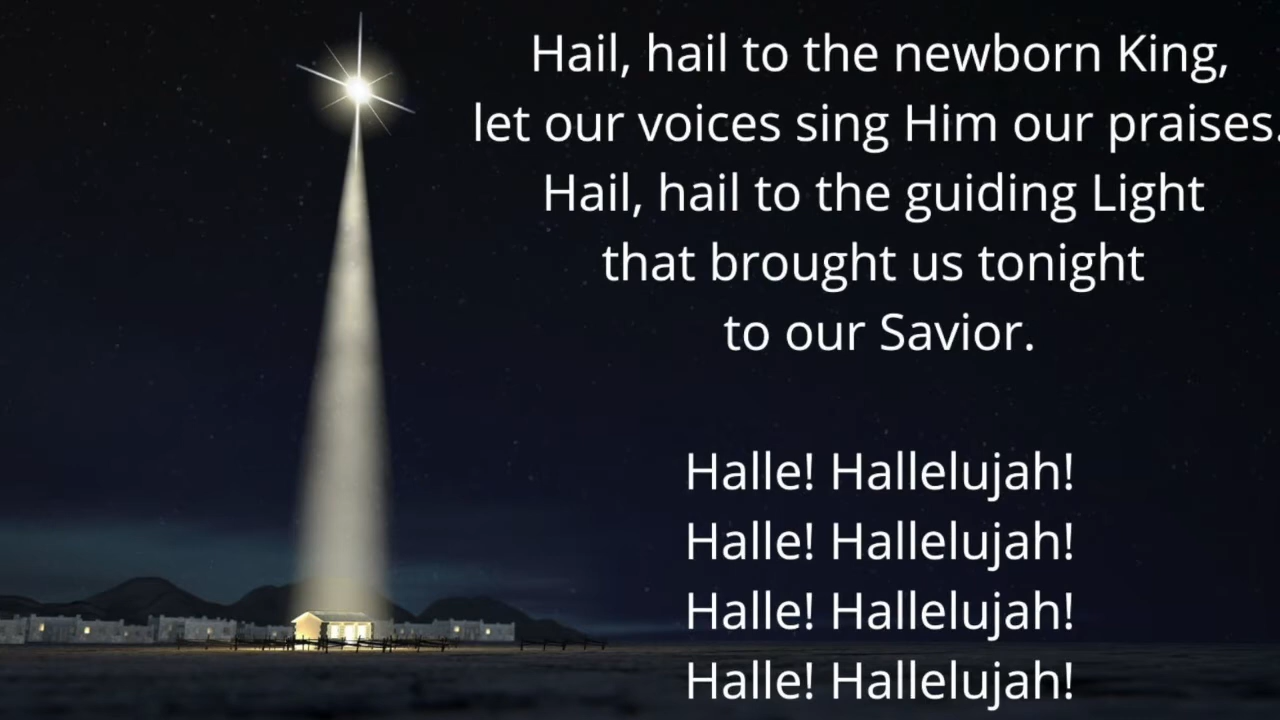 Hail, hail to the newborn King,
let our voices sing Him our praises.
Hail, hail to the guiding Light
that brought us tonight
to our Savior.
Halle! Hallelujah!
Halle! Hallelujah!
Halle! Hallelujah!
Halle! Hallelujah!